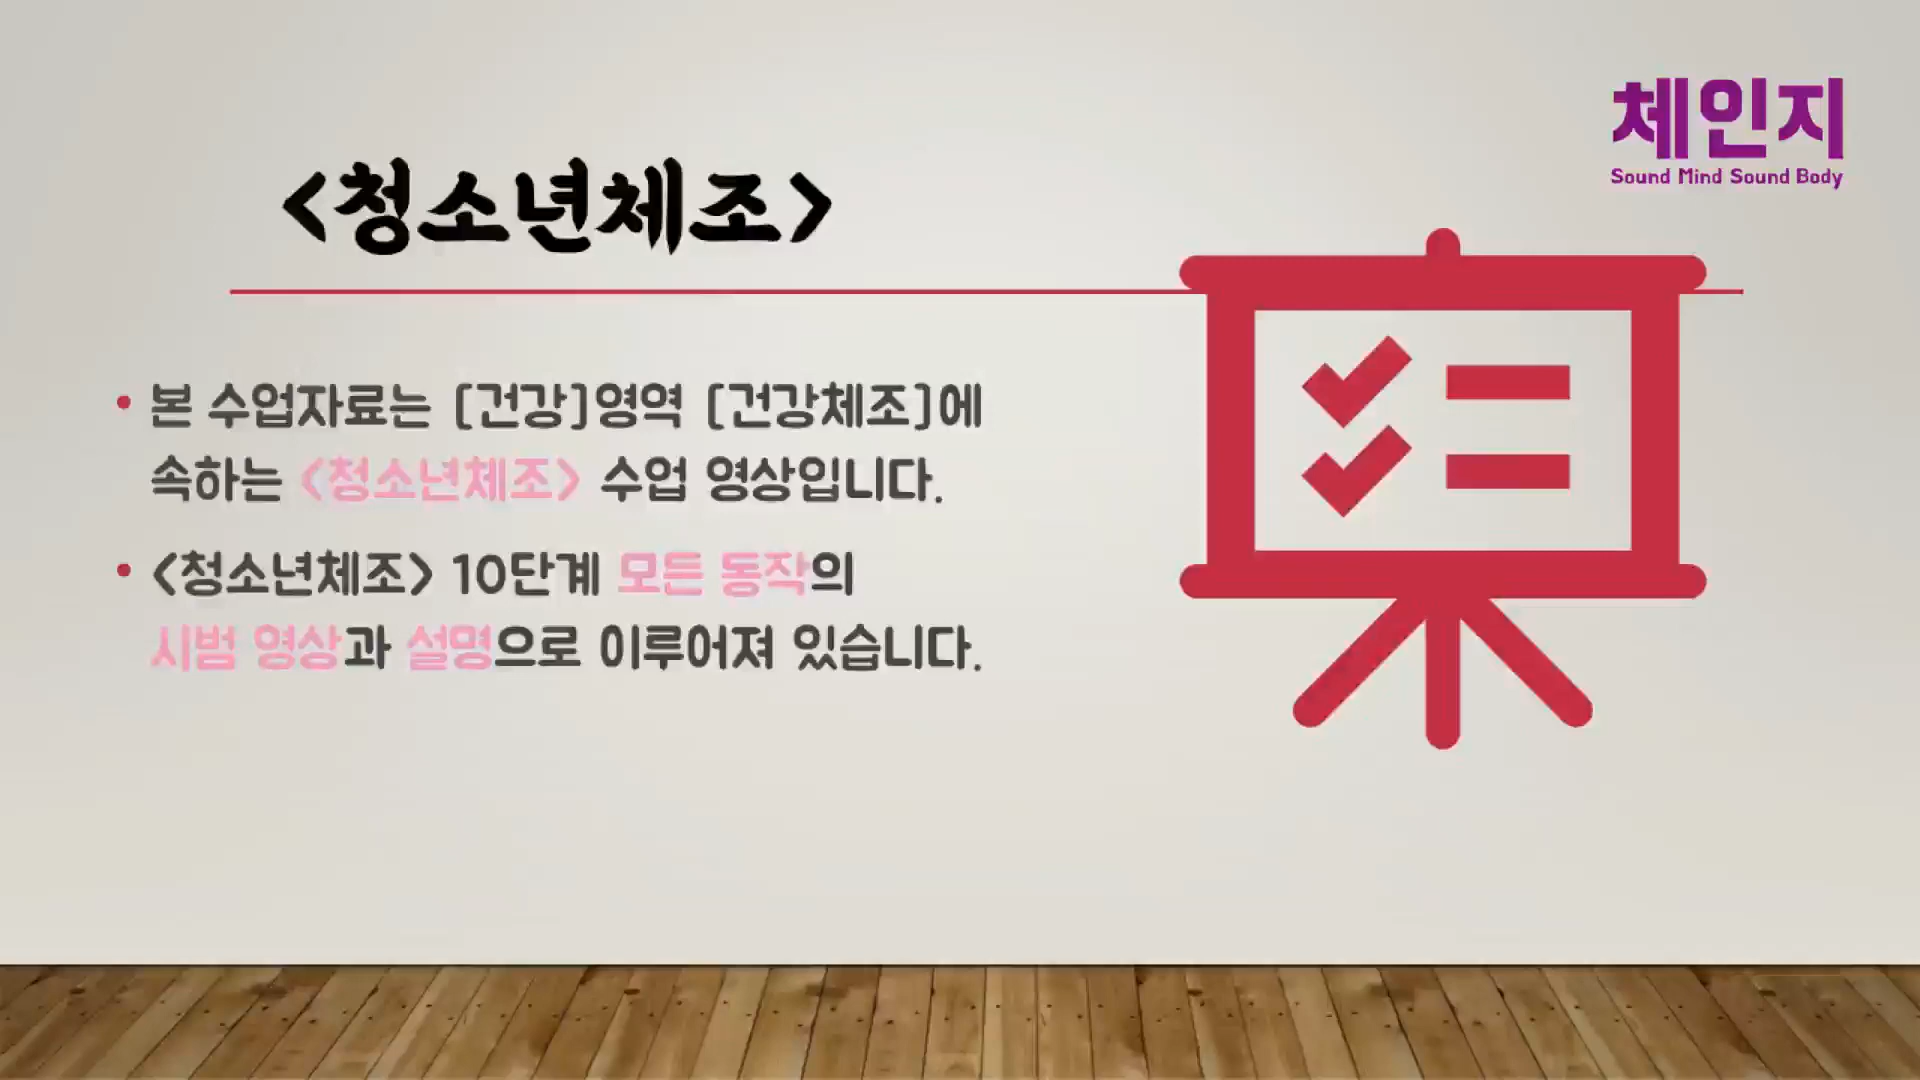 체인지
Sound Mind Sound Body
<청소년체조>
• 본 수업자료는 [건강]영역 [건강체조]에
속하는 <청소년체조> 수업 영상입니다.
• <청소년체조> 10단계 모든 동작의
시범 영상과 설명으로 이루어져 있습니다.